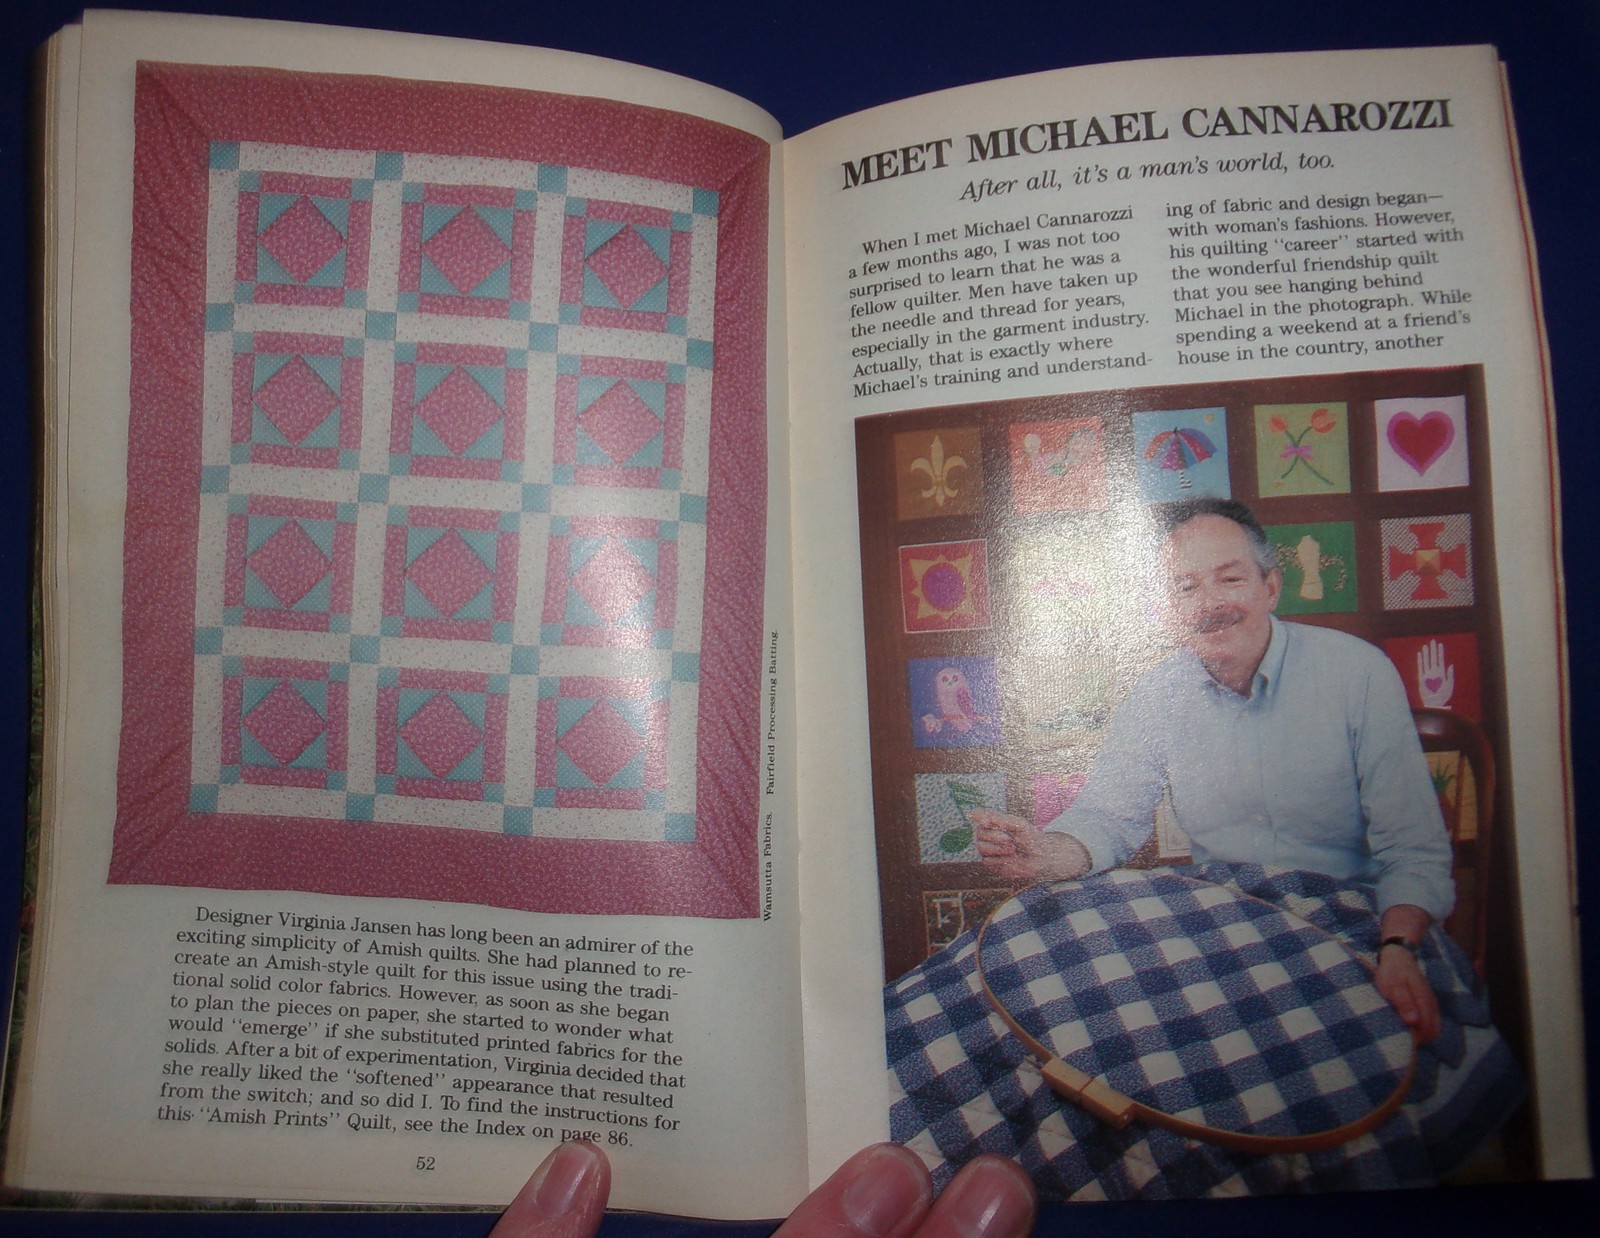 Wamsutta Fabrics. Fairfield Processing Batting.
Designer Virginia Jansen has long been an admirer of the
exciting simplicity of Amish quilts. She had planned to re-
create an Amish-style quilt for this issue using the tradi-
tional solid color fabrics. However, as soon as she began
to plan the pieces on paper, she started to wonder what
would "emerge" if she substituted printed fabrics for the
solids. After a bit of experimentation, Virginia decided that
she really liked the "softened" appearance that resulted
from the switch; and so did I. To find the instructions for
this "Amish Prints" Quilt, see the Index on page 86.
52
MEET MICHAEL CANNAROZZI
After all, it's a man's world, too.
When I met Michael Cannarozzi
a few months ago, I was not too
surprised to learn that he was a
fellow quilter. Men have taken up
the needle and thread for years,
especially in the garment industry.
Actually, that is exactly where
Michael's training and understand-
ing of fabric and design began—
with woman's fashions. However,
his quilting "career" started with
the wonderful friendship quilt
that you see hanging behind
Michael in the photograph. While
spending a weekend at a friend's
house in the country, another